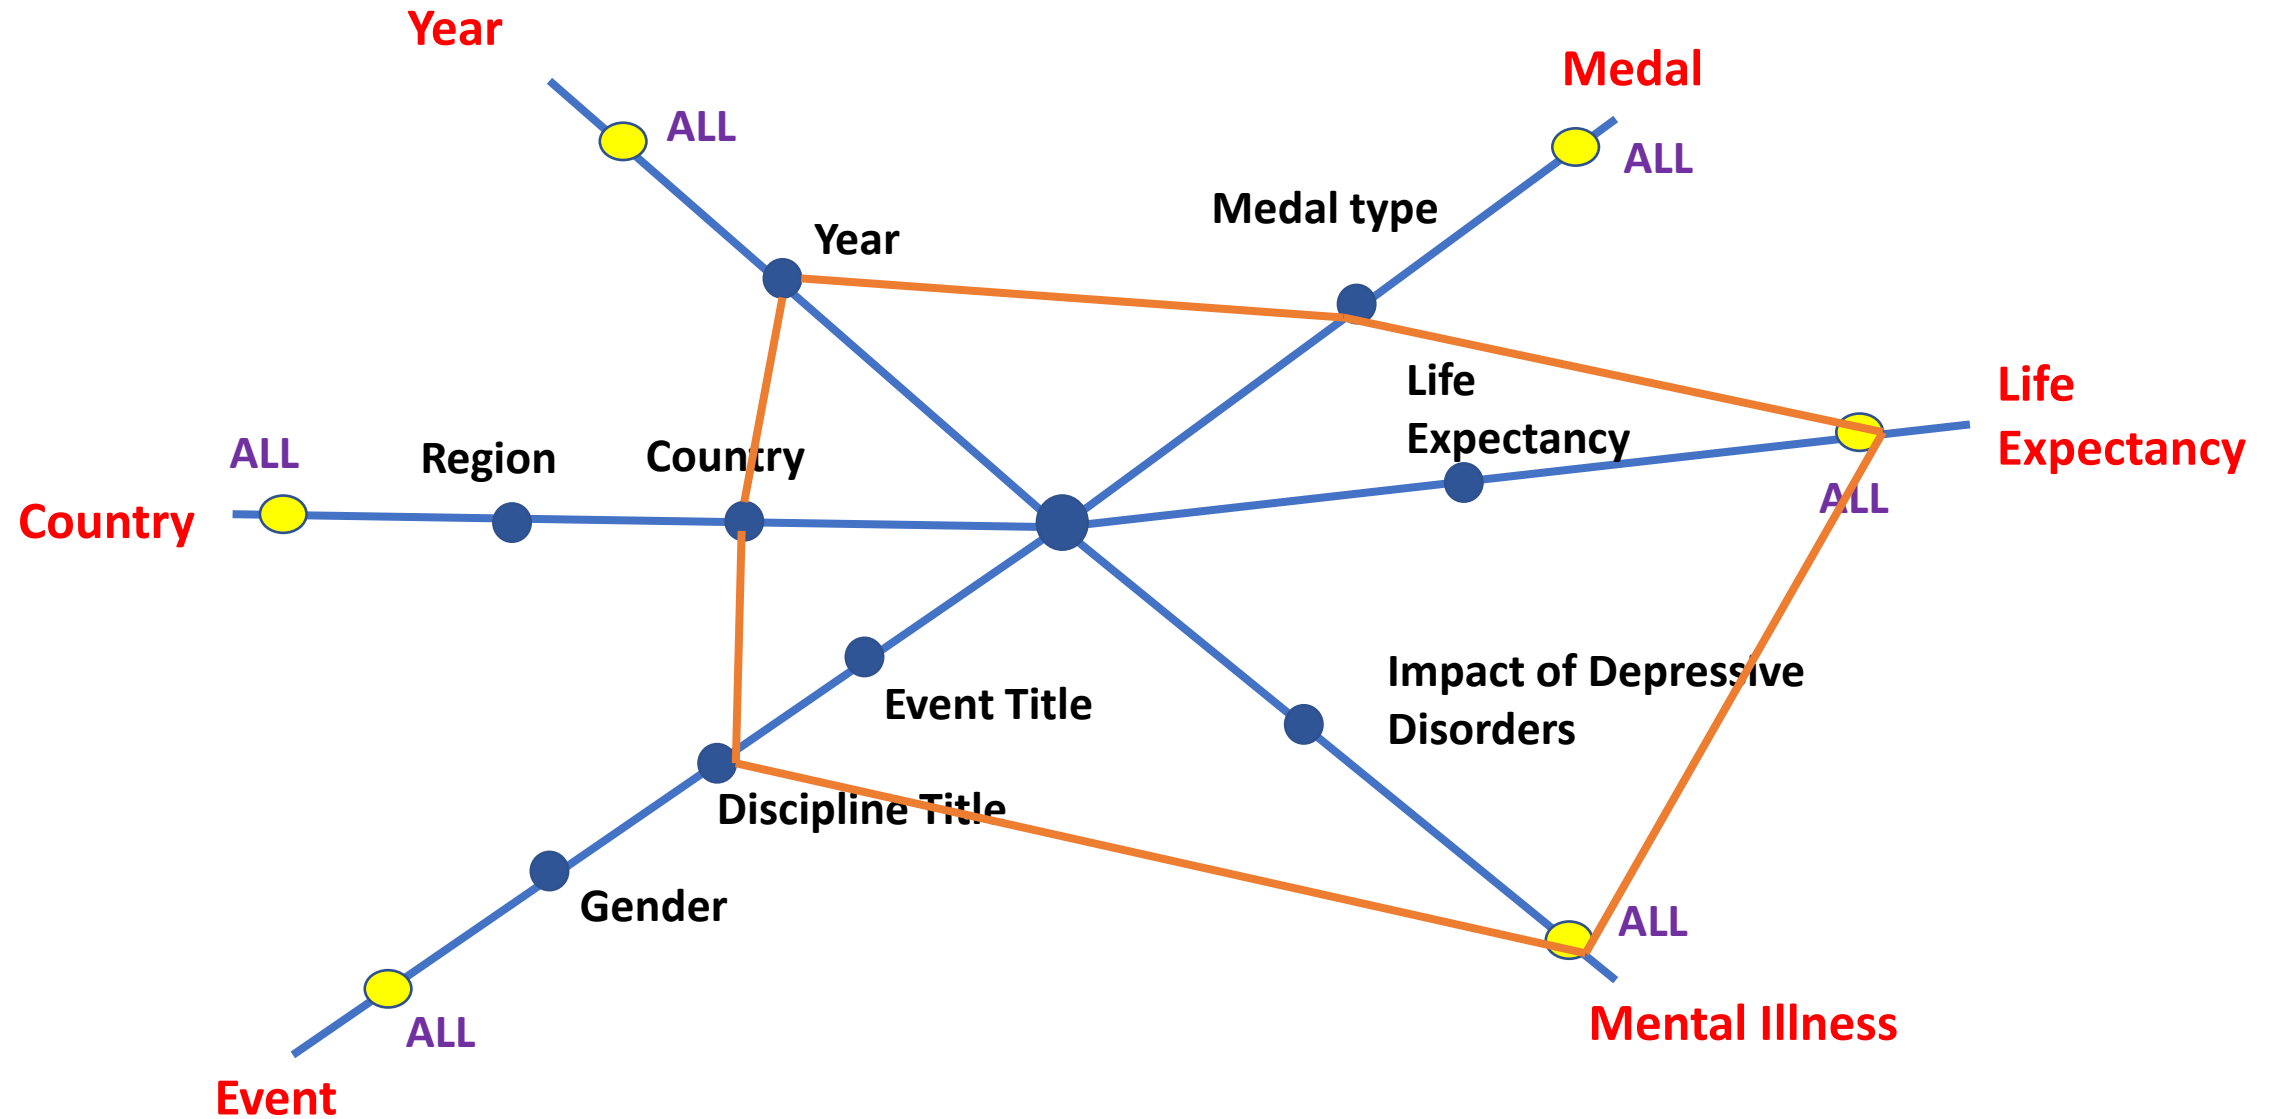 Year
Medal
ALL
ALL
Medal type
Year
Life
Expectancy
Life
Expectancy
ALL
Region
Country
ALL
Country
Impact of Depressive
Disorders
Event Title
Discipline Title
Gender
ALL
Mental Illness
ALL
Event